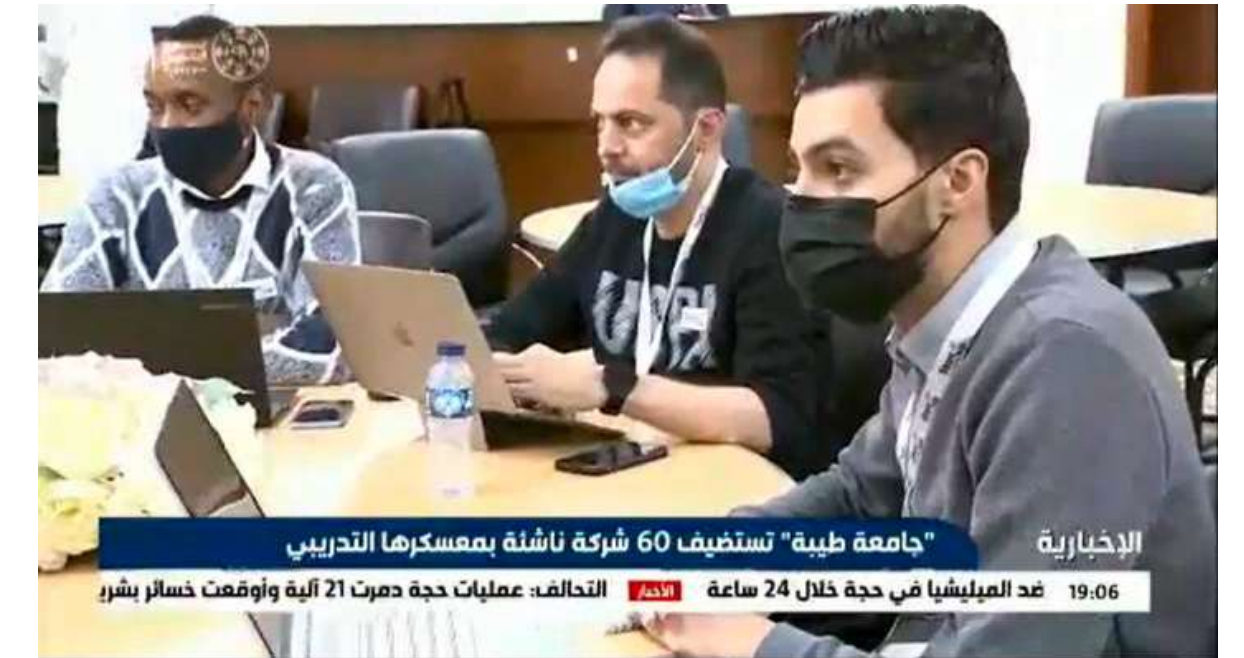 "جامعة طيبة" تستضيف 60 شركة ناشئة بمعسكرها التدريبي
الإخبارية
19:06 ضد الميليشيا في حجة خلال 24 ساعة الأخبار التحالف: عمليات حجة دمرت 21 آلية وأوقعت خسائر بشري